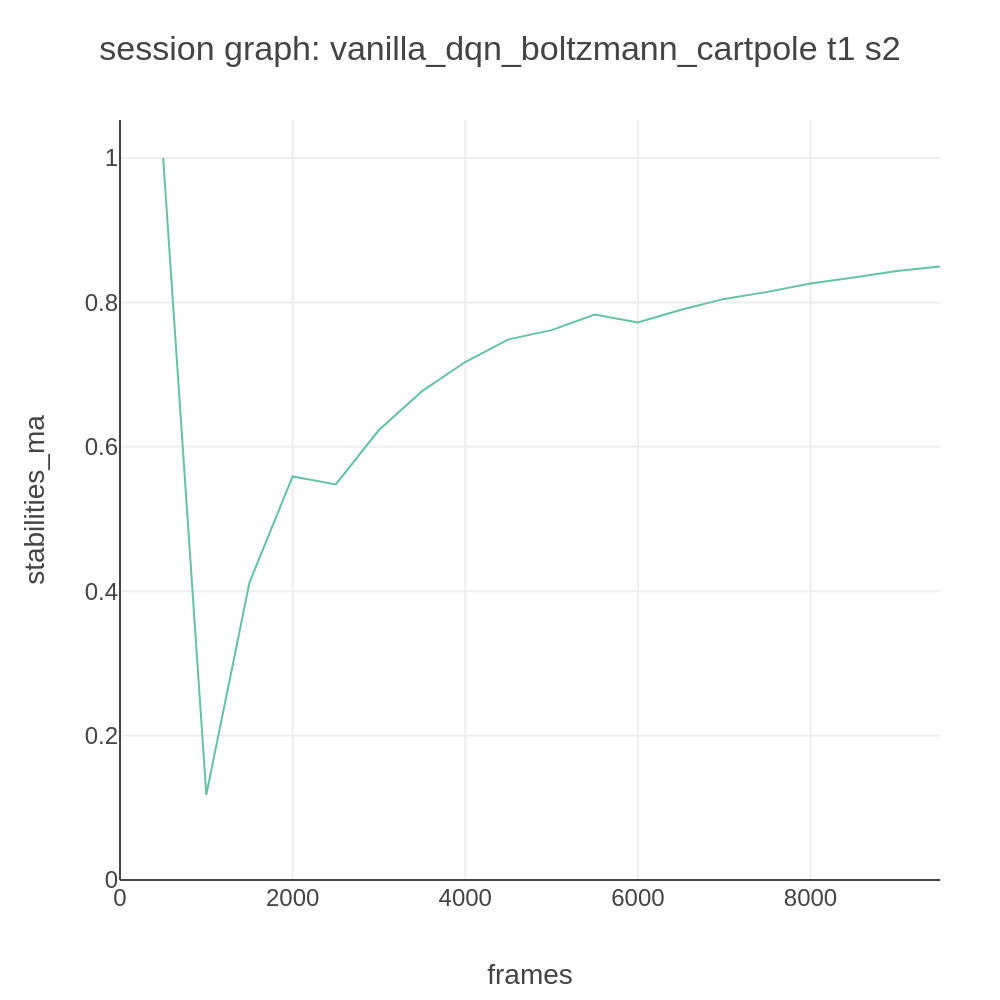 session graph: vanilla_dqn_boltzmann_cartpole t1 s2
stabilities_ma
1
0.8
0.6
0.4
0.2
0
0 2000 4000 6000 8000
frames